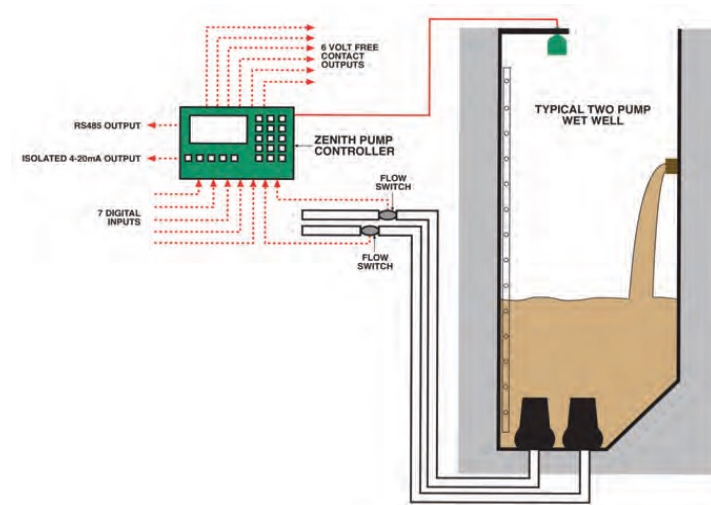 6 VOLT FREE
CONTACT
OUTPUTS
TYPICAL TWO PUMP
WET WELL
RS485 OUTPUT
ZENITH PUMP
CONTROLLER
ISOLATED 4-20mA OUTPUT
FLOW
SWITCH
7 DIGITAL
INPUTS
FLOW
SWITCH